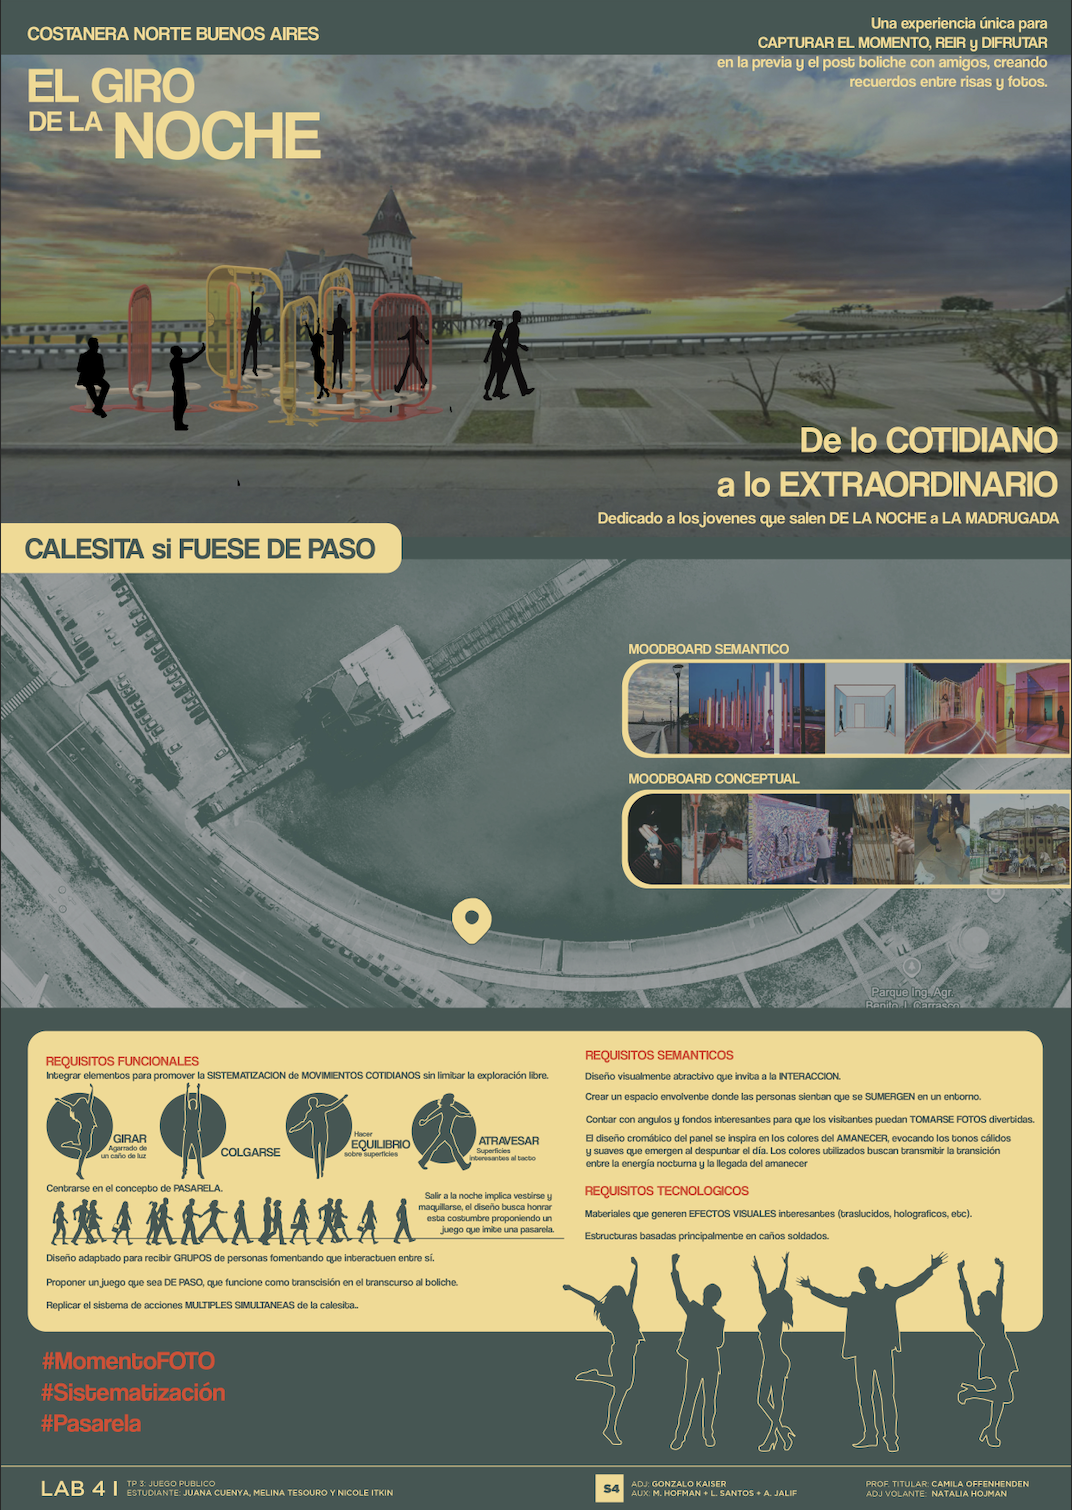 COSTANERA NORTE BUENOS AIRES
Una experiencia única para
CAPTURAR EL MOMENTO, REIR y DIFRUTAR
en la previa y el post boliche con amigos, creando
recuerdos entre risas y fotos.
EL GIRO
DE LA NOCHE
De lo COTIDIANO
a lo EXTRAORDINARIO
Dedicado a los jovenes que salen DE LA NOCHE a LA MADRUGADA
CALESITA si FUESE DE PASO
MOODBOARD SEMANTICO
MOODBOARD CONCEPTUAL
Parque Ing. Agr.
Benito J. Carrasco
REQUISITOS FUNCIONALES
Integrar elementos para promover la SISTEMATIZACION de MOVIMIENTOS COTIDIANOS sin limitar la exploración libre.
GIRAR
Agarrado de
un caño de luz
COLGARSE
Hacer
EQUILIBRIO
sobre superficies
ATRAVESAR
Superficies
interesantes al tacto
Centrarse en el concepto de PASARELA.
Salir a la noche implica vestirse y
maquillarse, el diseño busca honrar
esta costumbre proponiendo un
juego que imite una pasarela.
Diseño adaptado para recibir GRUPOS de personas fomentando que interactuen entre sí.
Proponer un juego que sea DE PASO, que funcione como transcisión en el transcurso al boliche.
Replicar el sistema de acciones MULTIPLES SIMULTANEAS de la calesita..
REQUISITOS SEMANTICOS
Diseño visualmente atractivo que invita a la INTERACCION.
Crear un espacio envolvente donde las personas sientan que se SUMERGEN en un entorno.
Contar con angulos y fondos interesantes para que los visitantes puedan TOMARSE FOTOS divertidas.
El diseño cromático del panel se inspira en los colores del AMANECER, evocando los tonos cálidos
y suaves que emergen al despuntar el día. Los colores utilizados buscan transmitir la transición
entre la energía nocturna y la llegada del amanecer
REQUISITOS TECNOLOGICOS
Materiales que generen EFECTOS VISUALES interesantes (traslucidos, holograficos, etc).
Estructuras basadas principalmente en caños soldados.
#MomentoFOTO
#Sistematización
#Pasarela
LAB 4 I
TP 3: JUEGO PUBLICO
ESTUDIANTE: JUANA CUENYA, MELINA TESOURO Y NICOLE ITKIN
S4
ADJ: GONZALO KAISER
AUX: M. HOFMAN + L. SANTOS + A. JALIF
PROF. TITULAR: CAMILA OFFENHENDEN
ADJ VOLANTE: NATALIA HOJMAN